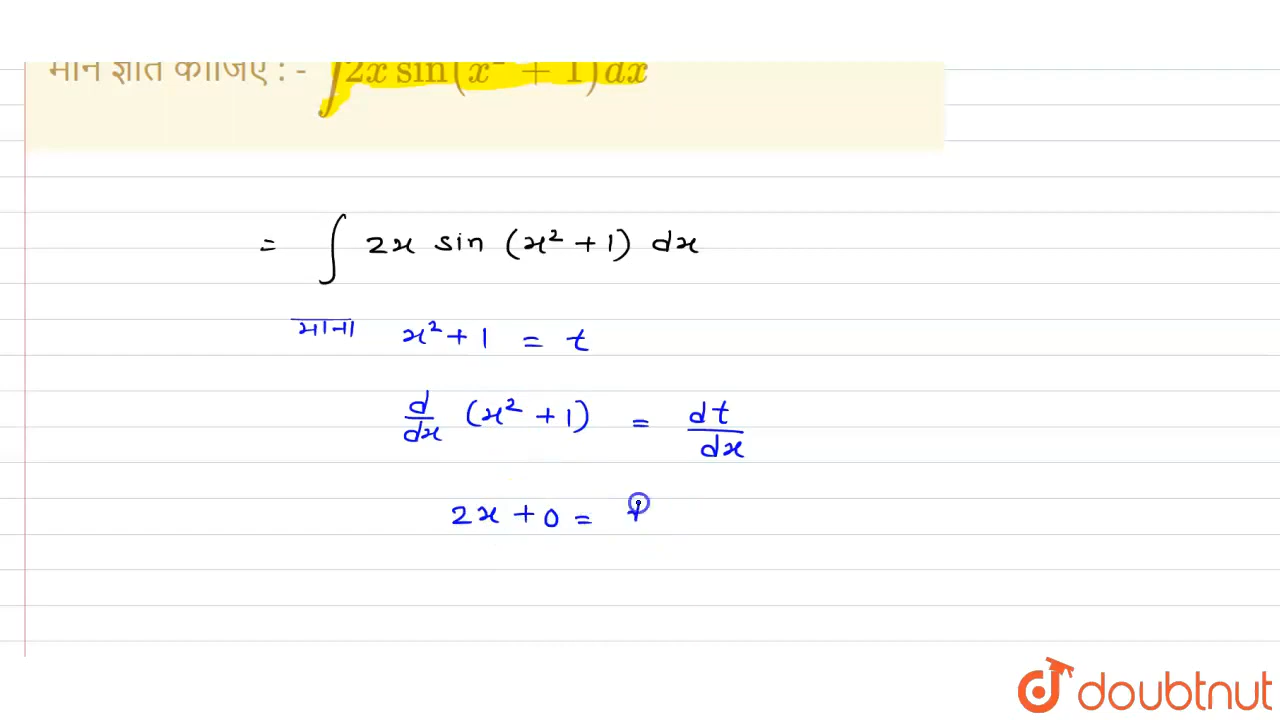 मान ज्ञात कीजिए : - ∫2x sin(x² + 1)dx
= ∫ 2x sin (x² + 1) dx
माना x² + 1 = t
d/dx (x² + 1) = dt/dx
2x + 0 =
doubtnut